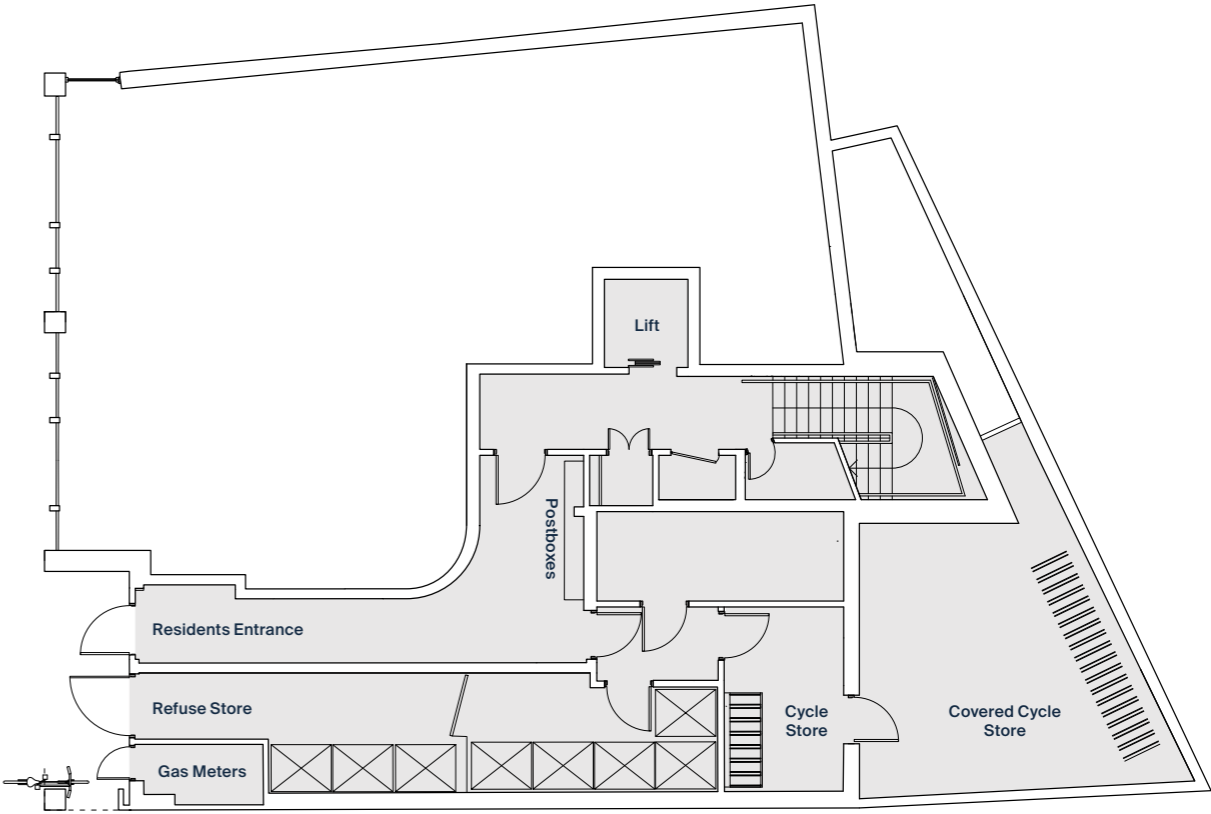 Lift
Postboxes
Residents Entrance
Refuse Store
Cycle
Store
Covered Cycle
Store
Gas Meters